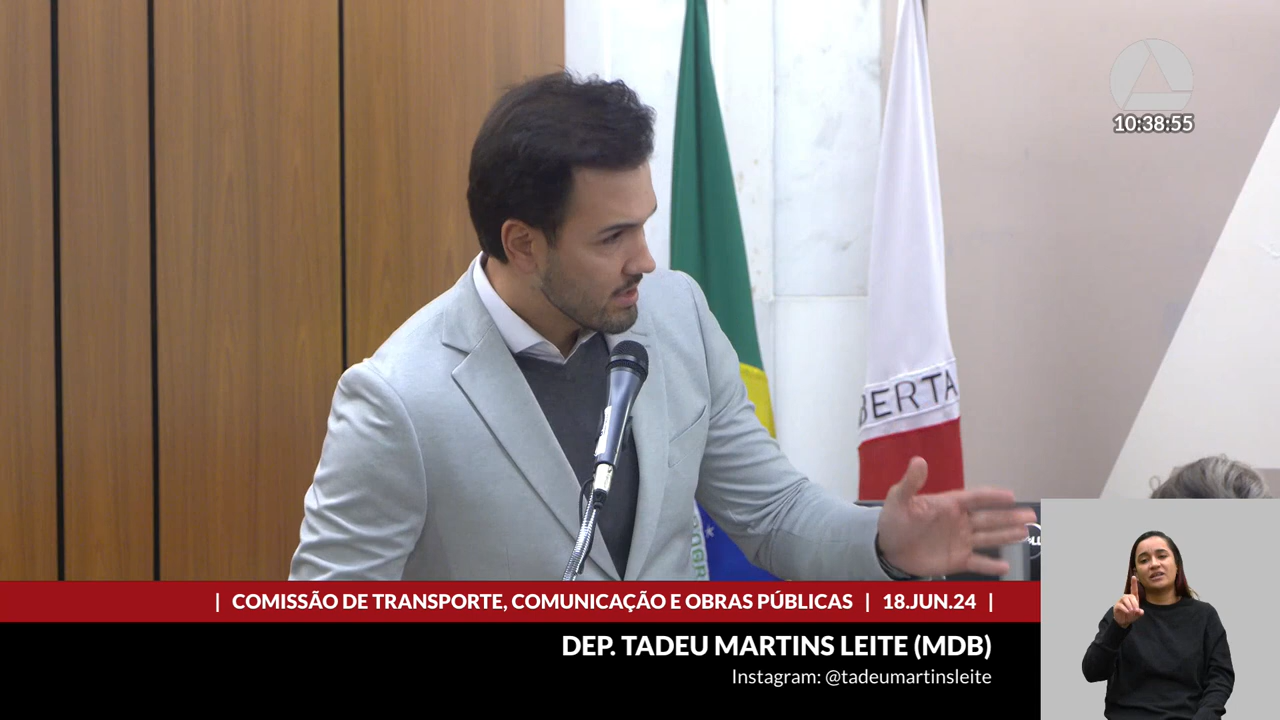 10:38:55
BERTA
| COMISSÃO DE TRANSPORTE, COMUNICAÇÃO E OBRAS PÚBLICAS | 18.JUN.24 |
DEP. TADEU MARTINS LEITE (MDB)
Instagram: @tadeumartinsleite